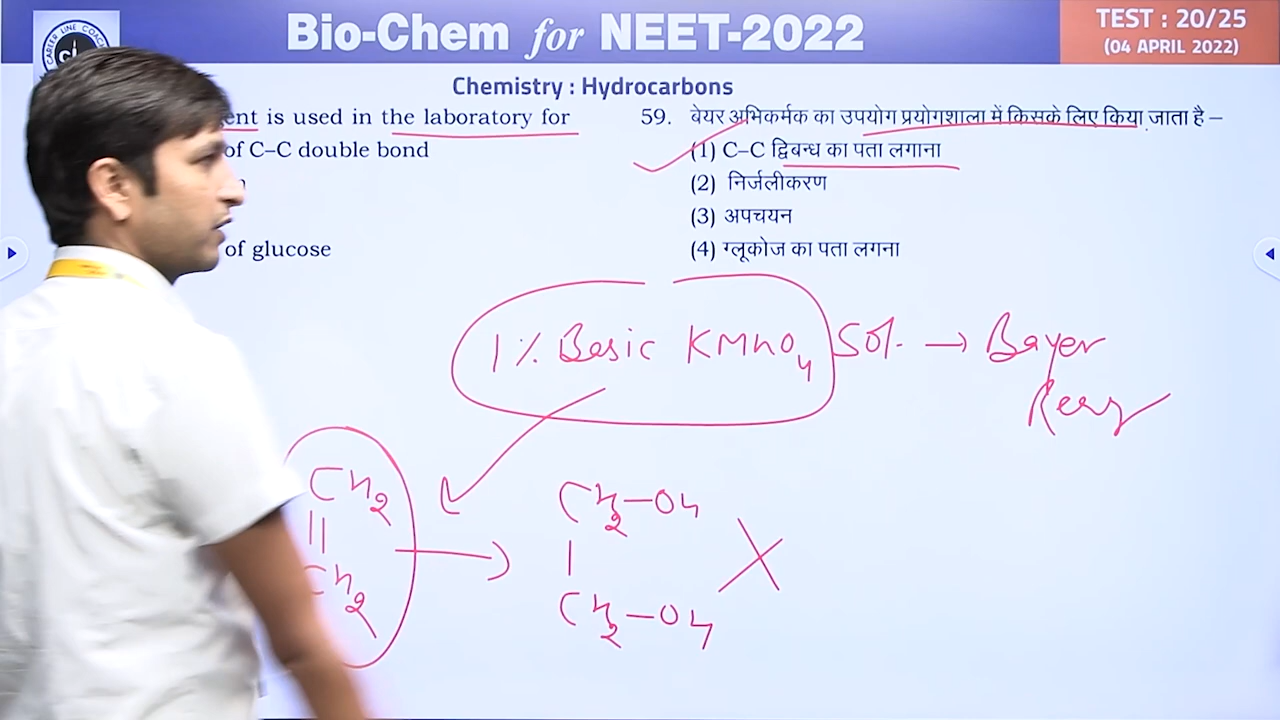 Bio-Chem for NEET-2022
TEST : 20/25
(04 APRIL 2022)
Chemistry : Hydrocarbons
is used in the laboratory for
of C–C double bond
of glucose
59. बेयर अभिकर्मक का उपयोग प्रयोगशाला में किसके लिए किया जाता है –
(1) C–C द्विबन्ध का पता लगाना
(2) निर्जलीकरण
(3) अपचयन
(4) ग्लूकोज का पता लगना
1% Basic KMnO4 Sol. → Bayer
CH2
||
CH2
→
CH2–OH
|
CH2–OH